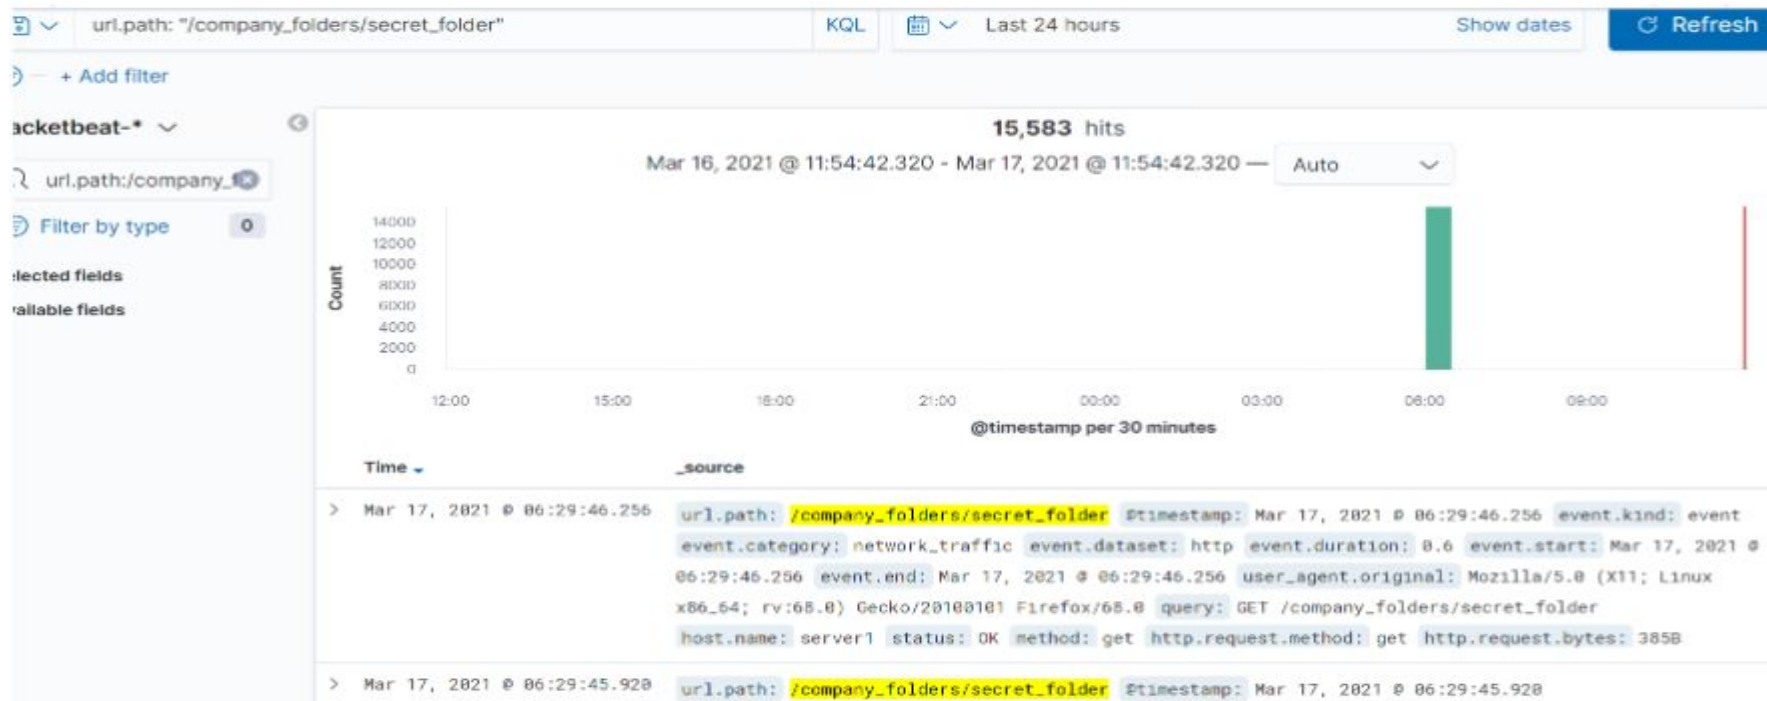 url.path: "/company_folders/secret_folder" KQL Last 24 hours Show dates Refresh
+ Add filter
acketbeat-*
15,583 hits
Mar 16, 2021 @ 11:54:42.320 - Mar 17, 2021 @ 11:54:42.320 — Auto
url.path:/company_
Filter by type 0
elected fields
vailable fields
Count
14000
12000
10000
8000
6000
4000
2000
0
12:00 15:00 18:00 21:00 00:00 03:00 06:00 09:00
@timestamp per 30 minutes
Time _source
> Mar 17, 2021 @ 06:29:46.256 url.path: /company_folders/secret_folder @timestamp: Mar 17, 2021 @ 06:29:46.256 event.kind: event
event.category: network_traffic event.dataset: http event.duration: 0.6 event.start: Mar 17, 2021 @
06:29:46.256 event.end: Mar 17, 2021 @ 06:29:46.256 user_agent.original: Mozilla/5.0 (X11; Linux
x86_64; rv:68.0) Gecko/20100101 Firefox/68.0 query: GET /company_folders/secret_folder
host.name: server1 status: OK method: get http.request.method: get http.request.bytes: 385B
> Mar 17, 2021 @ 06:29:45.920 url.path: /company_folders/secret_folder @timestamp: Mar 17, 2021 @ 06:29:45.920